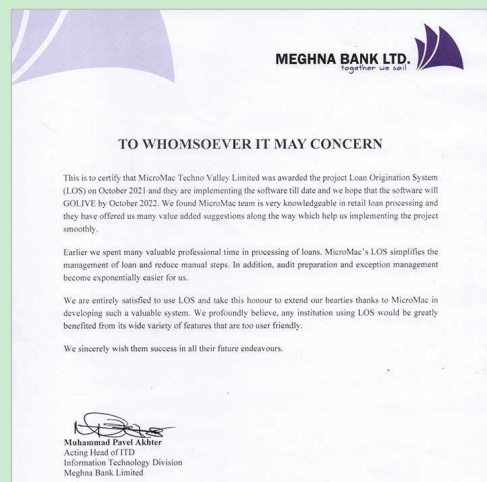 MEGHNA BANK LTD.
together we sail
TO WHOMSOEVER IT MAY CONCERN
This is to certify that MicroMac Techno Valley Limited was awarded the project Loan Origination System
(LOS) on October 2021 and they are implementing the software till date and we hope that the software will
GOLIVE by October 2022. We found MicroMac team is very knowledgeable in retail loan processing and
they have offered us many value added suggestions along the way which help us implementing the project
smoothly.
Earlier we spent many valuable professional time in processing of loans. MicroMac's LOS simplifies the
management of loan and reduce manual steps. In addition, audit preparation and exception management
become exponentially easier for us.
We are entirely satisfied to use LOS and take this honour to extend our hearties thanks to MicroMac in
developing such a valuable system. We profoundly believe, any institution using LOS would be greatly
benefited from its wide variety of features that are too user friendly.
We sincerely wish them success in all their future endeavours.
Muhammad Pavel Akhter
Acting Head of ITD
Information Technology Division
Meghna Bank Limited